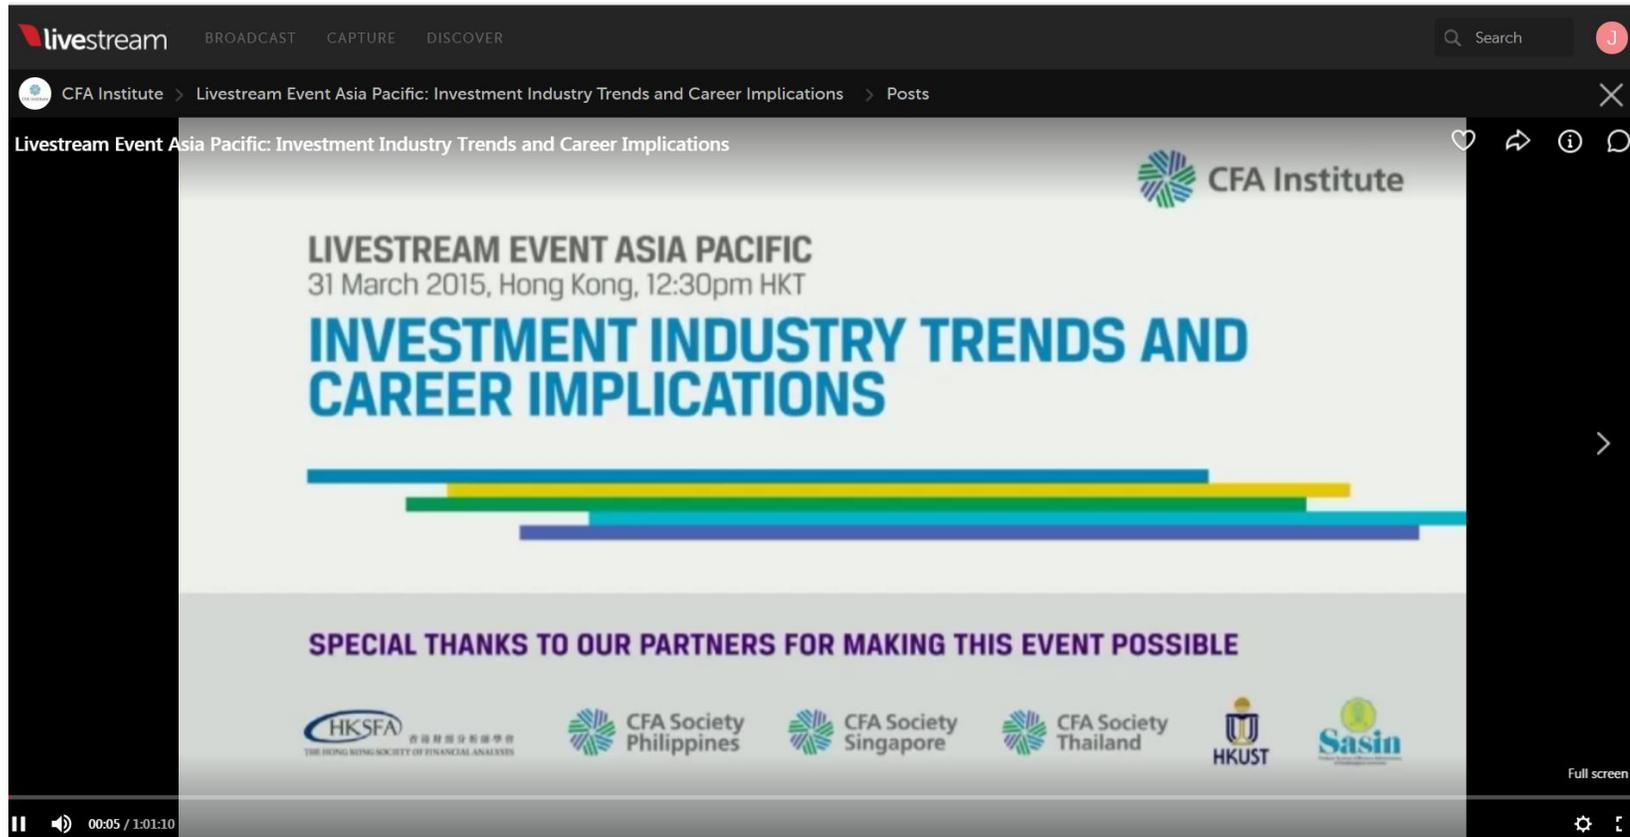 livestream BROADCAST CAPTURE DISCOVER Search J
CFA Institute > Livestream Event Asia Pacific: Investment Industry Trends and Career Implications > Posts
Livestream Event Asia Pacific: Investment Industry Trends and Career Implications
CFA Institute
LIVESTREAM EVENT ASIA PACIFIC
31 March 2015, Hong Kong, 12:30pm HKT
INVESTMENT INDUSTRY TRENDS AND
CAREER IMPLICATIONS
SPECIAL THANKS TO OUR PARTNERS FOR MAKING THIS EVENT POSSIBLE
HKSFA
THE HONG KONG SOCIETY OF FINANCIAL ANALYSTS
CFA Society
Philippines
CFA Society
Singapore
CFA Society
Thailand
HKUST
Sasin
Full screen
00:05 / 1:01:10